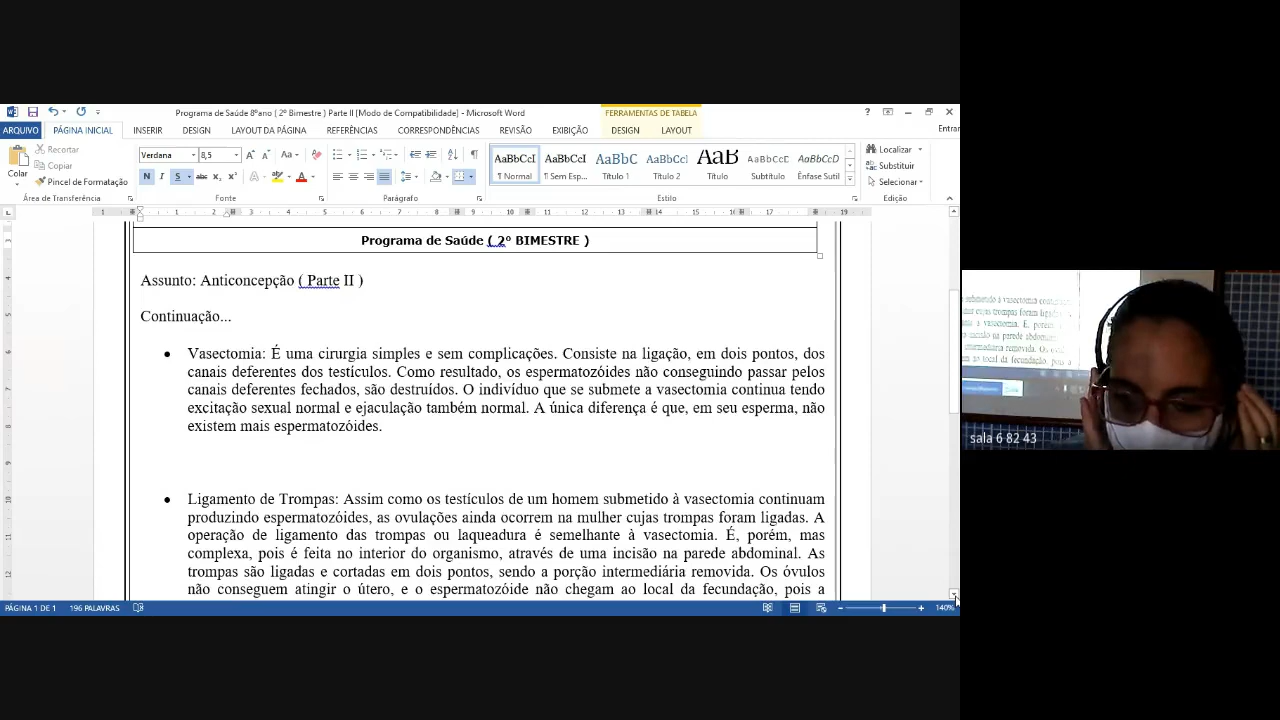 Programa de Saúde 8ºano ( 2º Bimestre ) Parte II [Modo de Compatibilidade] - Microsoft Word
FERRAMENTAS DE TABELA
ARQUIVO PÁGINA INICIAL INSERIR DESIGN LAYOUT DA PÁGINA REFERÊNCIAS CORRESPONDÊNCIAS REVISÃO EXIBIÇÃO DESIGN LAYOUT Entrar
Colar
Recortar
Copiar
Pincel de Formatação
Área de Transferência
Verdana 8,5
Fonte
Parágrafo
AaBbCcI AaBbCcI AaBbC AaBbCcI AaB AaBbCcD AaBbCcD
¶ Normal ¶ Sem Esp... Título 1 Título 2 Título Subtítulo Ênfase Sutil
Estilo
Localizar
Substituir
Selecionar
Edição
Programa de Saúde ( 2º BIMESTRE )
Assunto: Anticoncepção ( Parte II )
Continuação...
• Vasectomia: É uma cirurgia simples e sem complicações. Consiste na ligação, em dois pontos, dos
canais deferentes dos testículos. Como resultado, os espermatozóides não conseguindo passar pelos
canais deferentes fechados, são destruídos. O indivíduo que se submete a vasectomia continua tendo
excitação sexual normal e ejaculação também normal. A única diferença é que, em seu esperma, não
existem mais espermatozóides.
• Ligamento de Trompas: Assim como os testículos de um homem submetido à vasectomia continuam
produzindo espermatozóides, as ovulações ainda ocorrem na mulher cujas trompas foram ligadas. A
operação de ligamento das trompas ou laqueadura é semelhante à vasectomia. É, porém, mas
complexa, pois é feita no interior do organismo, através de uma incisão na parede abdominal. As
trompas são ligadas e cortadas em dois pontos, sendo a porção intermediária removida. Os óvulos
não conseguem atingir o útero, e o espermatozóide não chegam ao local da fecundação, pois a
PÁGINA 1 DE 1 196 PALAVRAS 140%
sala 6 82 43